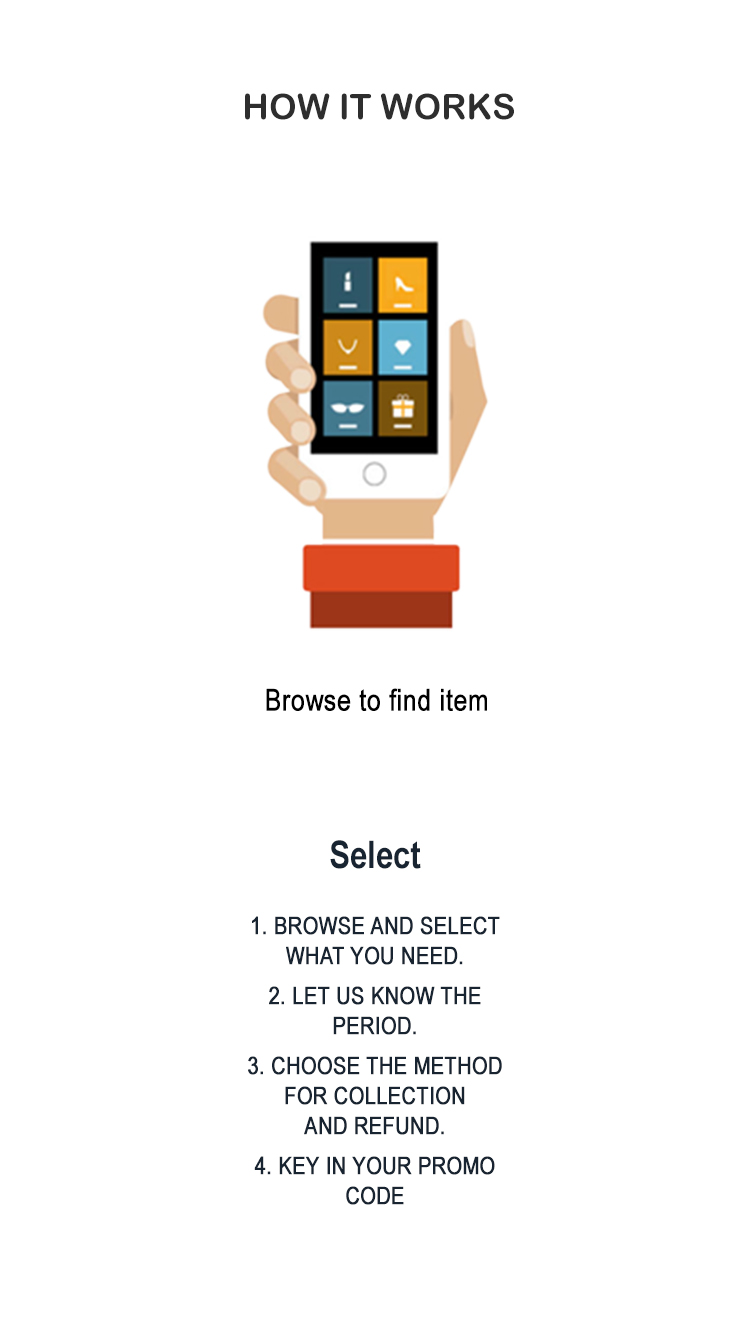 HOW IT WORKS
Browse to find item
Select
1. BROWSE AND SELECT
WHAT YOU NEED.
2. LET US KNOW THE
PERIOD.
3. CHOOSE THE METHOD
FOR COLLECTION
AND REFUND.
4. KEY IN YOUR PROMO
CODE